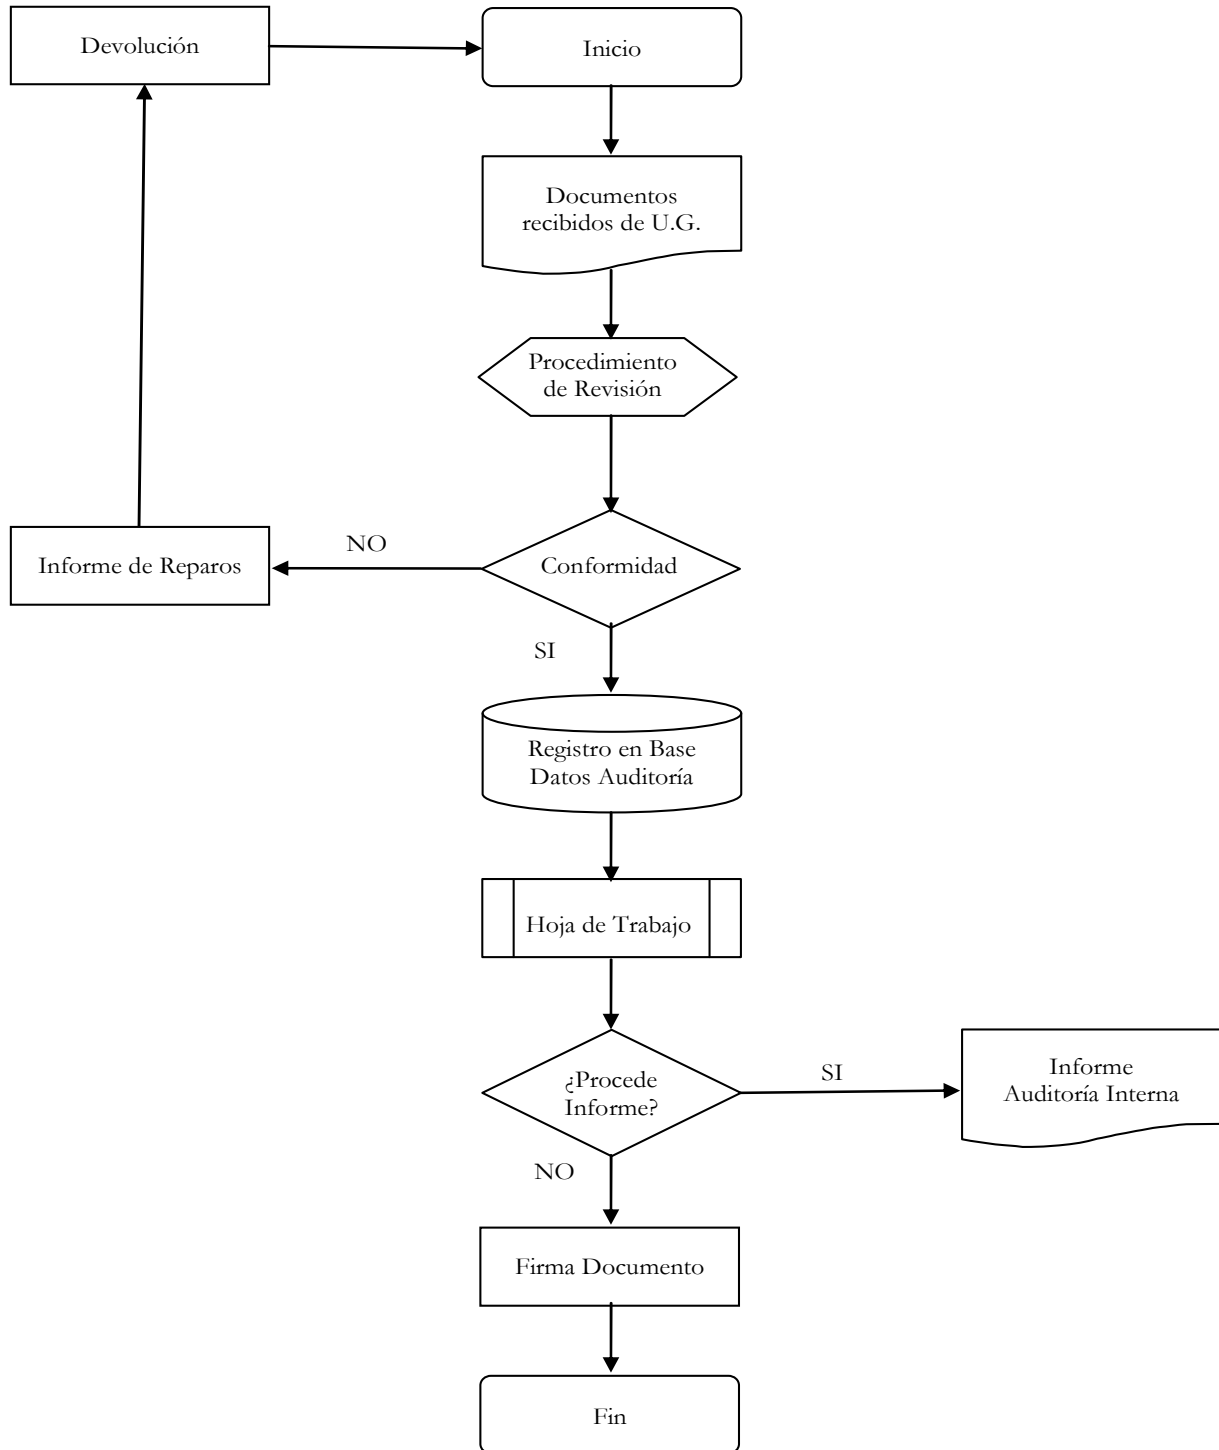 Devolución
Inicio
Documentos
recibidos de U.G.
Procedimiento
de Revisión
NO
Informe de Reparos
Conformidad
SI
Registro en Base
Datos Auditoría
Hoja de Trabajo
¿Procede
Informe?
SI
Informe
Auditoría Interna
NO
Firma Documento
Fin